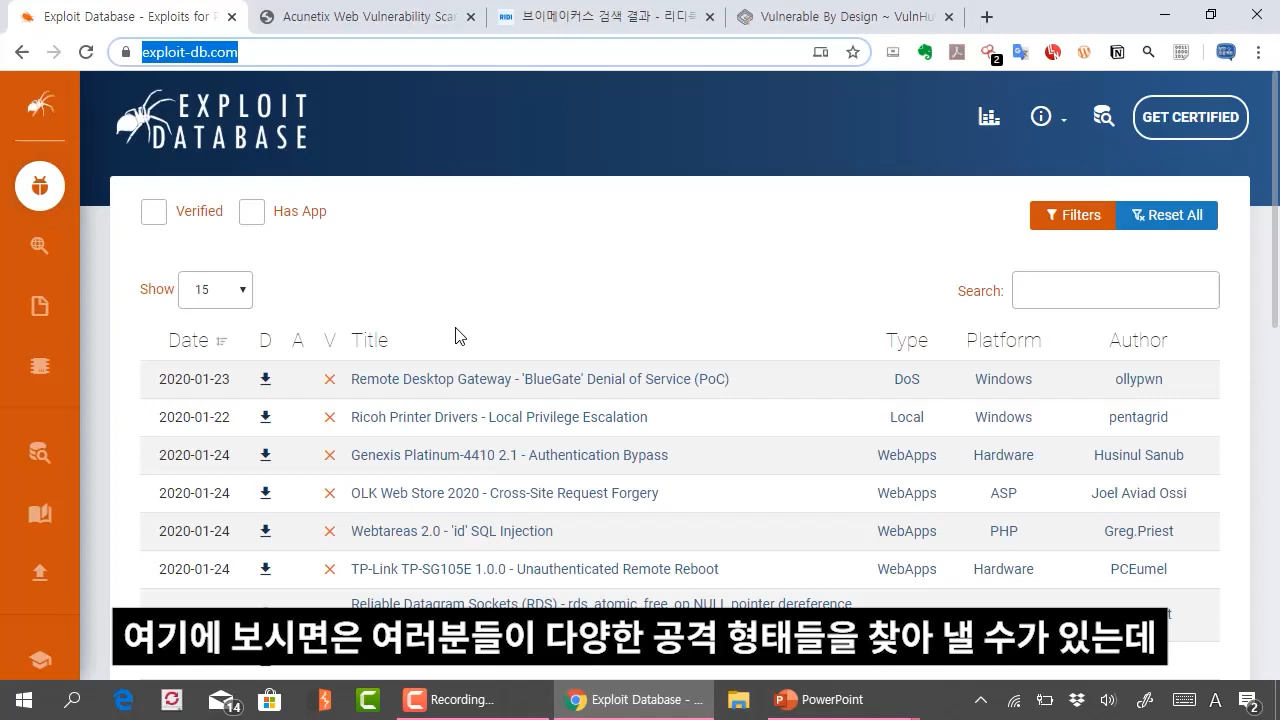 Exploit Database - Exploits for P
Acunetix Web Vulnerability Scan
RIDI 브이메이커스 검색 결과 - 리디북
Vulnerable By Design ~ VulnHu
exploit-db.com
2
EXPLOIT
DATABASE
GET CERTIFIED
Verified
Has App
Filters
Reset All
Show 15
Search:
Date D A V Title Type Platform Author
2020-01-23 Remote Desktop Gateway - 'BlueGate' Denial of Service (PoC) DoS Windows ollypwn
2020-01-22 Ricoh Printer Drivers - Local Privilege Escalation Local Windows pentagrid
2020-01-24 Genexis Platinum-4410 2.1 - Authentication Bypass WebApps Hardware Husinul Sanub
2020-01-24 OLK Web Store 2020 - Cross-Site Request Forgery WebApps ASP Joel Aviad Ossi
2020-01-24 Webtareas 2.0 - 'id' SQL Injection WebApps PHP Greg.Priest
2020-01-24 TP-Link TP-SG105E 1.0.0 - Unauthenticated Remote Reboot WebApps Hardware PCEumel
Reliable Datagram Sockets (RDS) - rds_atomic_free_op NULL pointer dereference
여기에 보시면은 여러분들이 다양한 공격 형태들을 찾아 낼 수가 있는데
14
Recording...
Exploit Database - ...
PowerPoint
A
2